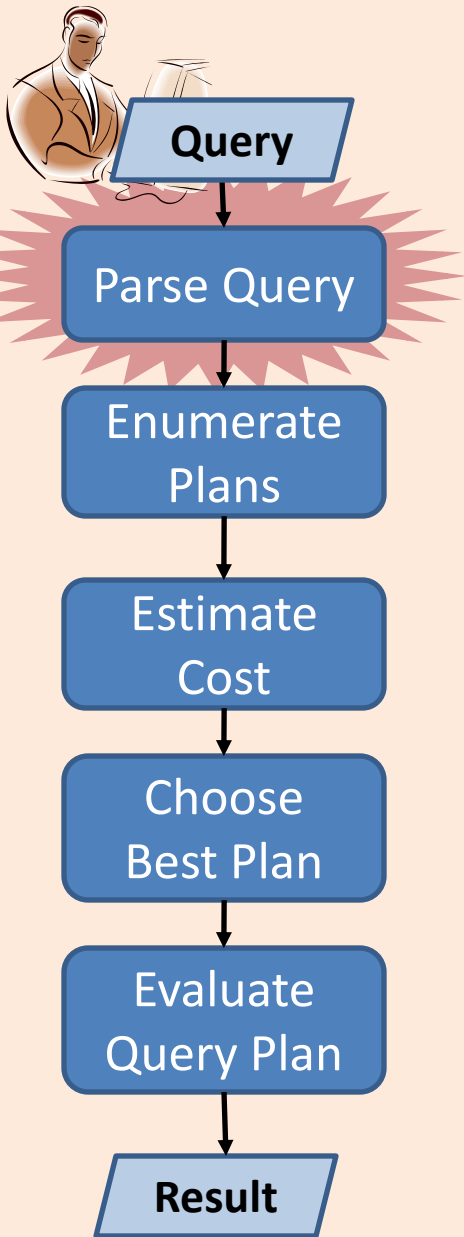 Query
Parse Query
Enumerate
Plans
Estimate
Cost
Choose
Best Plan
Evaluate
Query Plan
Result